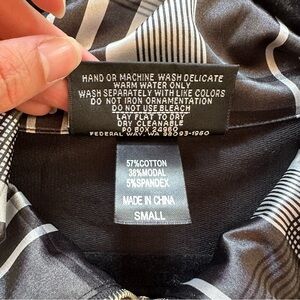 HAND OR MACHINE WASH DELICATE
WARM WATER ONLY
WASH SEPARATELY WITH LIKE COLORS
DO NOT IRON ORNAMENTATION
DO NOT USE BLEACH
LAY FLAT TO DRY
DRY CLEANABLE
PO BOX 24960
FEDERAL WAY, WA 98093-1960
57%COTTON
38%MODAL
5%SPANDEX
MADE IN CHINA
SMALL